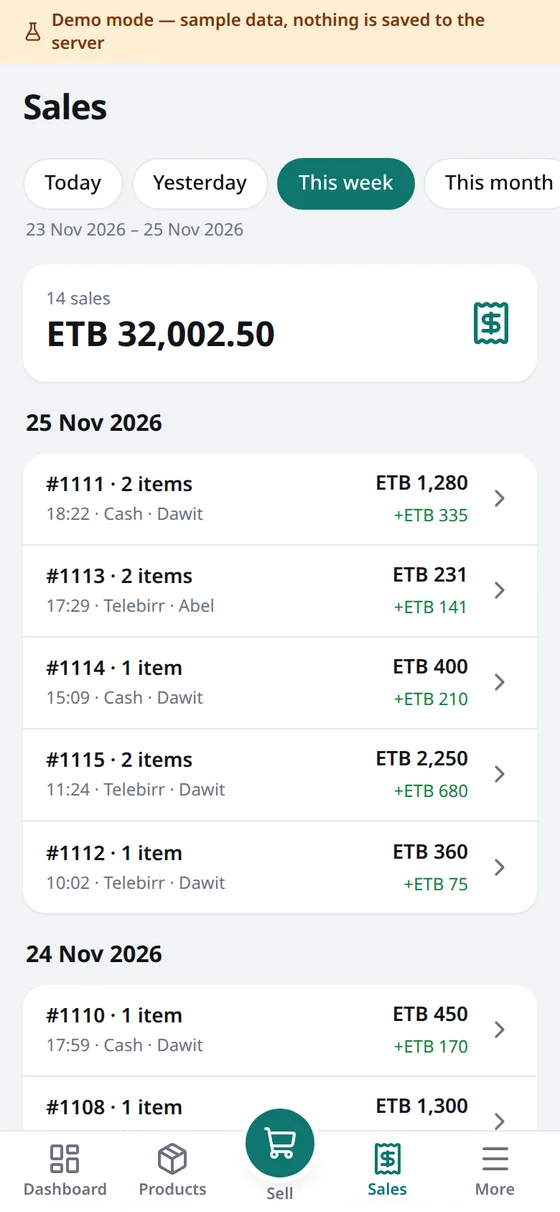 Demo mode — sample data, nothing is saved to the
server
Sales
Today
Yesterday
This week
This month
23 Nov 2026 – 25 Nov 2026
14 sales
ETB 32,002.50
25 Nov 2026
#1111 · 2 items
ETB 1,280
18:22 · Cash · Dawit
+ETB 335
#1113 · 2 items
ETB 231
17:29 · Telebirr · Abel
+ETB 141
#1114 · 1 item
ETB 400
15:09 · Cash · Dawit
+ETB 210
#1115 · 2 items
ETB 2,250
11:24 · Telebirr · Dawit
+ETB 680
#1112 · 1 item
ETB 360
10:02 · Telebirr · Dawit
+ETB 75
24 Nov 2026
#1110 · 1 item
ETB 450
17:59 · Cash · Dawit
+ETB 170
#1108 · 1 item
ETB 1,300
Dashboard
Products
Sell
Sales
More